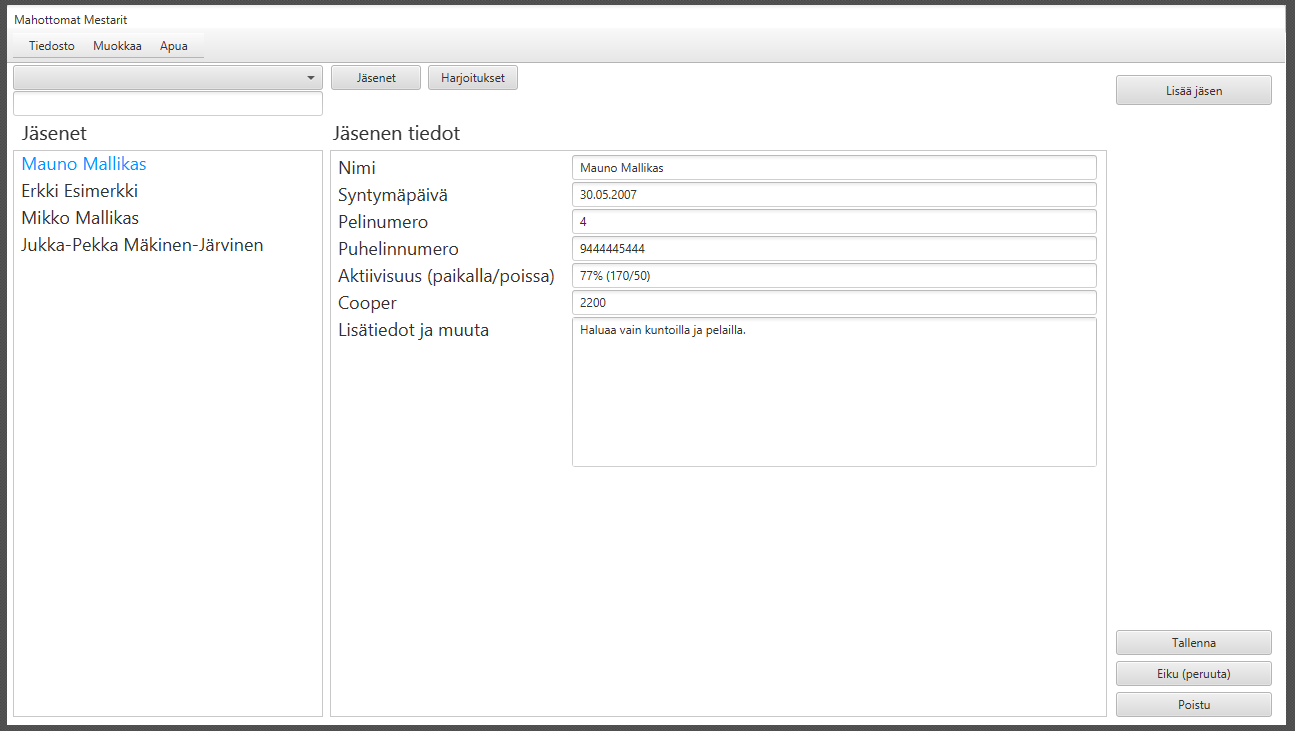 Mahottomat Mestarit
Tiedosto Muokkaa Apua
Jäsenet Harjoitukset
Lisää jäsen
Jäsenet
Mauno Mallikas
Erkki Esimerkki
Mikko Mallikas
Jukka-Pekka Mäkinen-Järvinen
Jäsenen tiedot
Nimi Mauno Mallikas
Syntymäpäivä 30.05.2007
Pelinumero 4
Puhelinnumero 9444445444
Aktiivisuus (paikalla/poissa) 77% (170/50)
Cooper 2200
Lisätiedot ja muuta Haluaa vain kuntoilla ja pelailla.
Tallenna
Eiku (peruuta)
Poistu